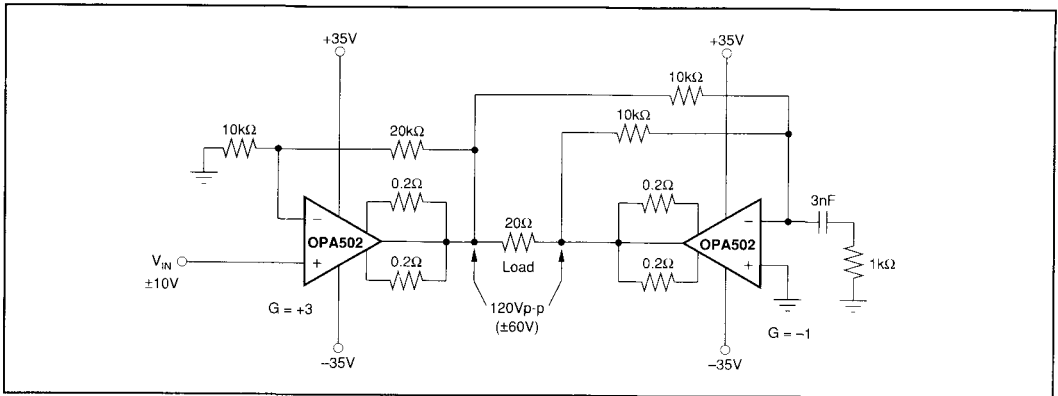 +35V
+35V
10kΩ
10kΩ
10kΩ
20kΩ
0.2Ω
0.2Ω
3nF
−
OPA502
+
20Ω
Load
−
OPA502
+
VIN
±10V
0.2Ω
0.2Ω
1kΩ
G = +3
120Vp-p
(±60V)
G = −1
−35V
−35V